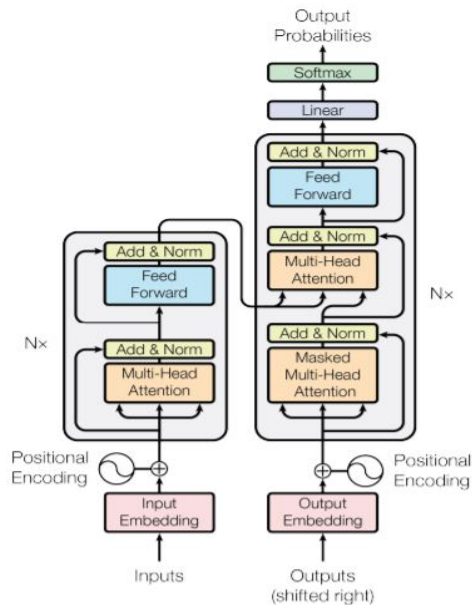 Output
Probabilities
Softmax
Linear
Add & Norm
Feed
Forward
Add & Norm
Multi-Head
Attention
Nx
Add & Norm
Masked
Multi-Head
Attention
Positional
Encoding
Output
Embedding
Outputs
(shifted right)
Add & Norm
Feed
Forward
Nx
Add & Norm
Multi-Head
Attention
Positional
Encoding
Input
Embedding
Inputs